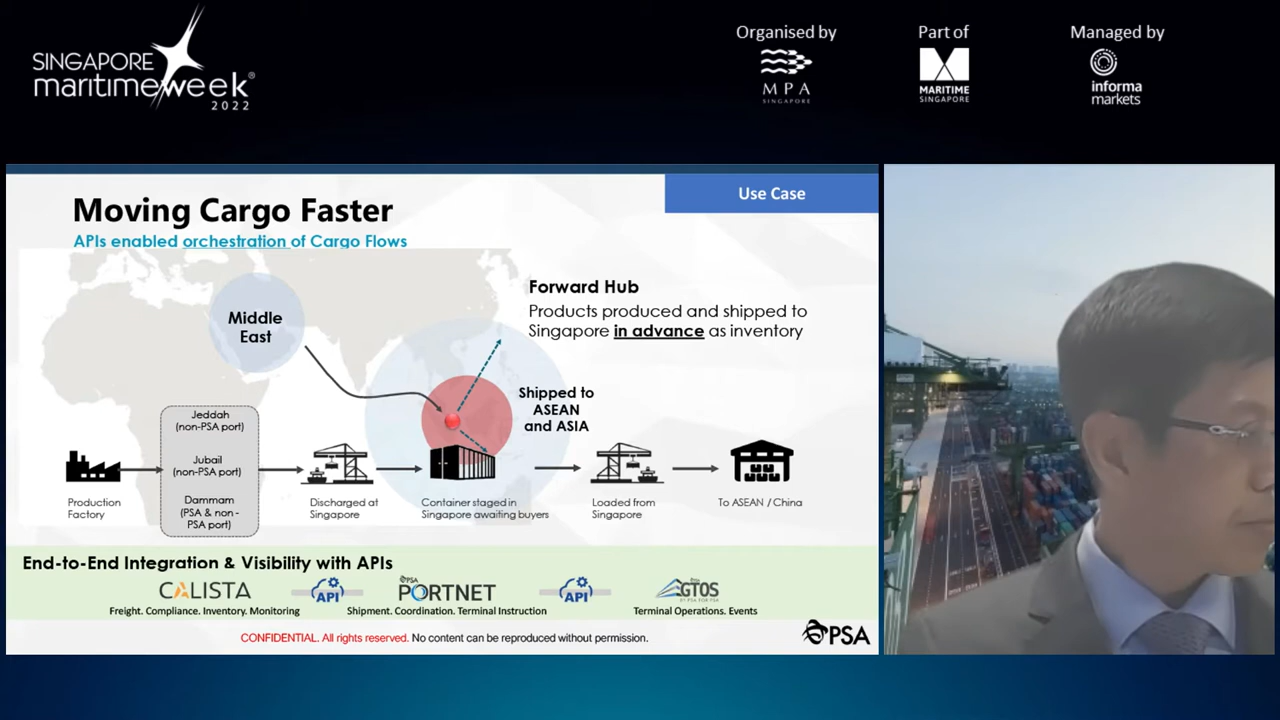 SINGAPORE
maritimeweek®
2022
Organised by
MPA
SINGAPORE
Part of
MARITIME
SINGAPORE
Managed by
informa
markets
Use Case
Moving Cargo Faster
APIs enabled orchestration of Cargo Flows
Middle
East
Forward Hub
Products produced and shipped to
Singapore in advance as inventory
Shipped to
ASEAN
and ASIA
Jeddah
(non-PSA port)
Jubail
(non-PSA port)
Dammam
(PSA & non -
PSA port)
Production
Factory
Discharged at
Singapore
Container staged in
Singapore awaiting buyers
Loaded from
Singapore
To ASEAN / China
End-to-End Integration & Visibility with APIs
CALISTA
API
PSA
PORTNET
API
GTOS
Freight. Compliance. Inventory. Monitoring
Shipment. Coordination. Terminal Instruction
Terminal Operations. Events
CONFIDENTIAL. All rights reserved. No content can be reproduced without permission.
PSA